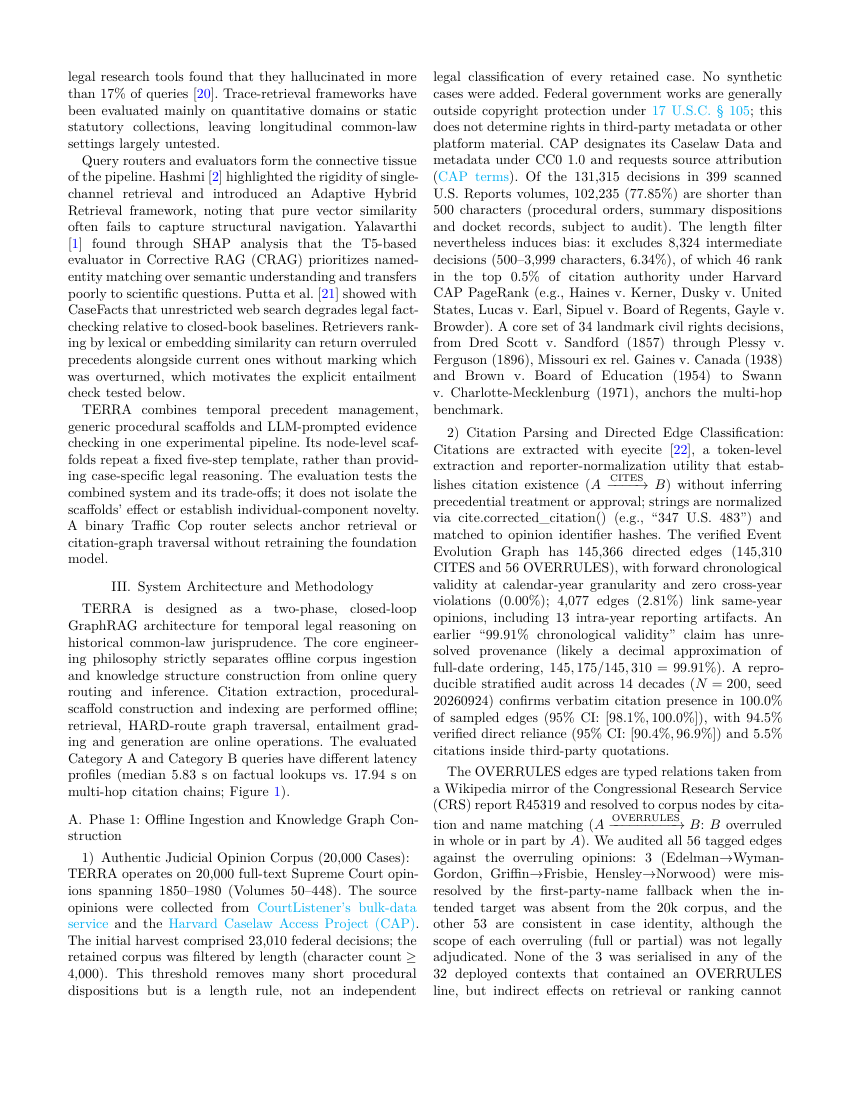 legal research tools found that they hallucinated in more
than 17% of queries [20]. Trace-retrieval frameworks have
been evaluated mainly on quantitative domains or static
statutory collections, leaving longitudinal common-law
settings largely untested.
Query routers and evaluators form the connective tissue
of the pipeline. Hashmi [2] highlighted the rigidity of single-
channel retrieval and introduced an Adaptive Hybrid
Retrieval framework, noting that pure vector similarity
often fails to capture structural navigation. Yalavarthi
[1] found through SHAP analysis that the T5-based
evaluator in Corrective RAG (CRAG) prioritizes named-
entity matching over semantic understanding and transfers
poorly to scientific questions. Putta et al. [21] showed with
CaseFacts that unrestricted web search degrades legal fact-
checking relative to closed-book baselines. Retrievers rank-
ing by lexical or embedding similarity can return overruled
precedents alongside current ones without marking which
was overturned, which motivates the explicit entailment
check tested below.
TERRA combines temporal precedent management,
generic procedural scaffolds and LLM-prompted evidence
checking in one experimental pipeline. Its node-level scaf-
folds repeat a fixed five-step template, rather than provid-
ing case-specific legal reasoning. The evaluation tests the
combined system and its trade-offs; it does not isolate the
scaffolds' effect or establish individual-component novelty.
A binary Traffic Cop router selects anchor retrieval or
citation-graph traversal without retraining the foundation
model.
III. System Architecture and Methodology
TERRA is designed as a two-phase, closed-loop
GraphRAG architecture for temporal legal reasoning on
historical common-law jurisprudence. The core engineer-
ing philosophy strictly separates offline corpus ingestion
and knowledge structure construction from online query
routing and inference. Citation extraction, procedural-
scaffold construction and indexing are performed offline;
retrieval, HARD-route graph traversal, entailment grad-
ing and generation are online operations. The evaluated
Category A and Category B queries have different latency
profiles (median 5.83 s on factual lookups vs. 17.94 s on
multi-hop citation chains; Figure 1).
A. Phase 1: Offline Ingestion and Knowledge Graph Con-
struction
1) Authentic Judicial Opinion Corpus (20,000 Cases):
TERRA operates on 20,000 full-text Supreme Court opin-
ions spanning 1850–1980 (Volumes 50–448). The source
opinions were collected from CourtListener's bulk-data
service and the Harvard Caselaw Access Project (CAP).
The initial harvest comprised 23,010 federal decisions; the
retained corpus was filtered by length (character count ≥
4,000). This threshold removes many short procedural
dispositions but is a length rule, not an independent
legal classification of every retained case. No synthetic
cases were added. Federal government works are generally
outside copyright protection under 17 U.S.C. § 105; this
does not determine rights in third-party metadata or other
platform material. CAP designates its Caselaw Data and
metadata under CC0 1.0 and requests source attribution
(CAP terms). Of the 131,315 decisions in 399 scanned
U.S. Reports volumes, 102,235 (77.85%) are shorter than
500 characters (procedural orders, summary dispositions
and docket records, subject to audit). The length filter
nevertheless induces bias: it excludes 8,324 intermediate
decisions (500–3,999 characters, 6.34%), of which 46 rank
in the top 0.5% of citation authority under Harvard
CAP PageRank (e.g., Haines v. Kerner, Dusky v. United
States, Lucas v. Earl, Sipuel v. Board of Regents, Gayle v.
Browder). A core set of 34 landmark civil rights decisions,
from Dred Scott v. Sandford (1857) through Plessy v.
Ferguson (1896), Missouri ex rel. Gaines v. Canada (1938)
and Brown v. Board of Education (1954) to Swann
v. Charlotte-Mecklenburg (1971), anchors the multi-hop
benchmark.
2) Citation Parsing and Directed Edge Classification:
Citations are extracted with eyecite [22], a token-level
extraction and reporter-normalization utility that estab-
lishes citation existence (A CITES→ B) without inferring
precedential treatment or approval; strings are normalized
via cite.corrected_citation() (e.g., “347 U.S. 483”) and
matched to opinion identifier hashes. The verified Event
Evolution Graph has 145,366 directed edges (145,310
CITES and 56 OVERRULES), with forward chronological
validity at calendar-year granularity and zero cross-year
violations (0.00%); 4,077 edges (2.81%) link same-year
opinions, including 13 intra-year reporting artifacts. An
earlier “99.91% chronological validity” claim has unre-
solved provenance (likely a decimal approximation of
full-date ordering, 145,175/145,310 = 99.91%). A repro-
ducible stratified audit across 14 decades (N = 200, seed
20260924) confirms verbatim citation presence in 100.0%
of sampled edges (95% CI: [98.1%, 100.0%]), with 94.5%
verified direct reliance (95% CI: [90.4%, 96.9%]) and 5.5%
citations inside third-party quotations.
The OVERRULES edges are typed relations taken from
a Wikipedia mirror of the Congressional Research Service
(CRS) report R45319 and resolved to corpus nodes by cita-
tion and name matching (A OVERRULES→ B: B overruled
in whole or in part by A). We audited all 56 tagged edges
against the overruling opinions: 3 (Edelman→Wyman-
Gordon, Griffin→Frisbie, Hensley→Norwood) were mis-
resolved by the first-party-name fallback when the in-
tended target was absent from the 20k corpus, and the
other 53 are consistent in case identity, although the
scope of each overruling (full or partial) was not legally
adjudicated. None of the 3 was serialised in any of the
32 deployed contexts that contained an OVERRULES
line, but indirect effects on retrieval or ranking cannot